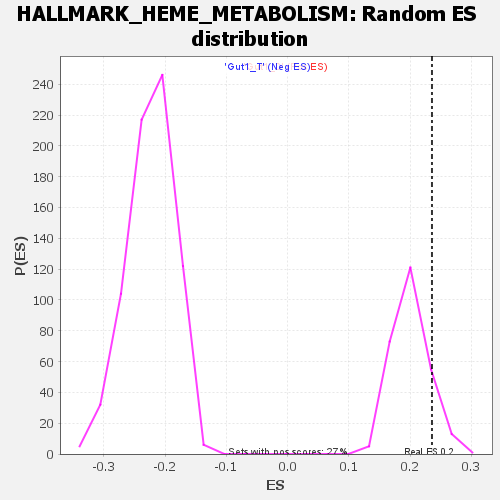 HALLMARK_HEME_METABOLISM: Random ES
distribution
'Gut1_T' (Neg ES)ES)
240
220
200
180
160
140
120
100
80
60
40
20
0
P(ES)
Sets with pos scores: 27%
Real ES 0.2
-0.3 -0.2 -0.1 0.0 0.1 0.2 0.3
ES